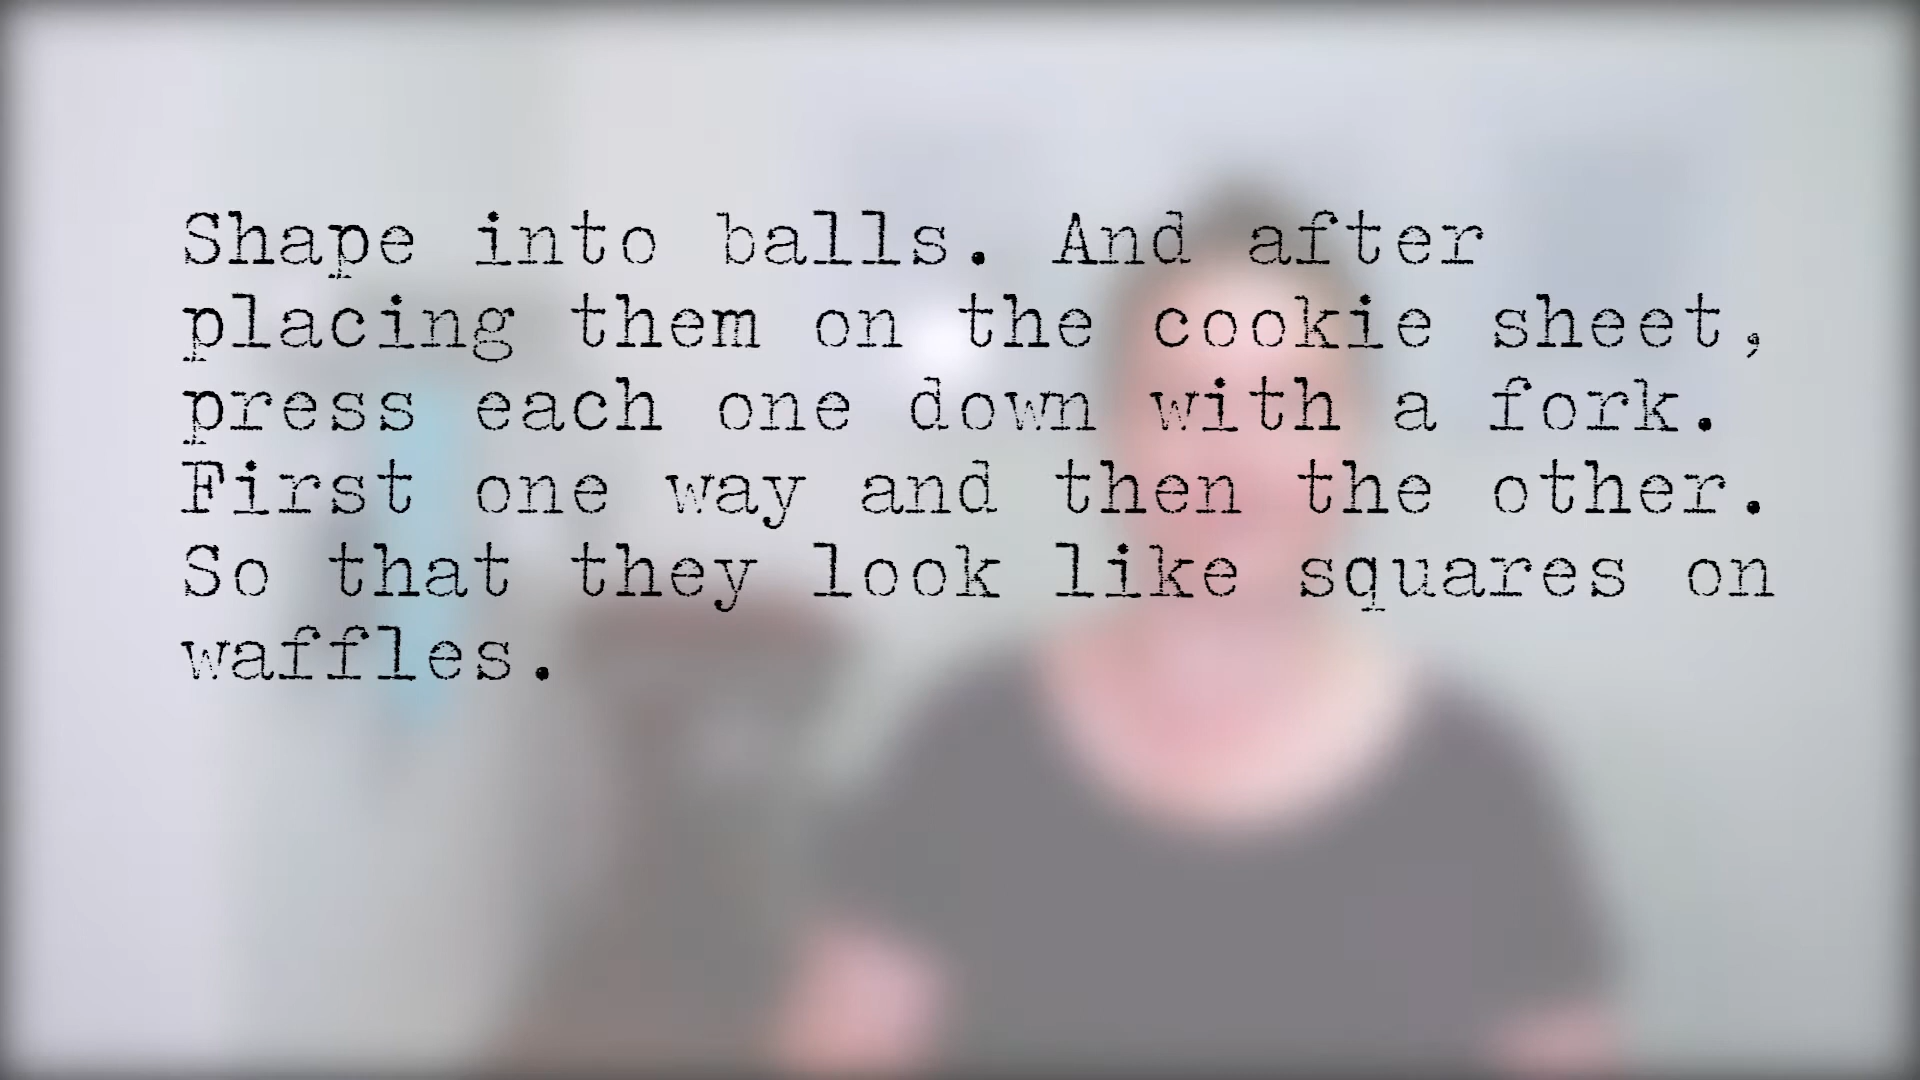 Shape into balls. And after
placing them on the cookie sheet,
press each one down with a fork.
First one way and then the other.
So that they look like squares on
waffles.